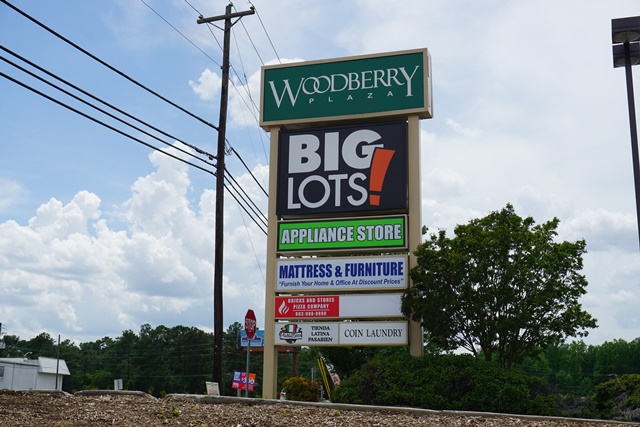 WOODBERRY
PLAZA
BIG
LOTS!
APPLIANCE STORE
MATTRESS & FURNITURE
"Furnish Your Home & Office At Discount Prices"
BRICKS AND STONES
PIZZA COMPANY
TIENDA
LATINA
PASABIEN
COIN LAUNDRY